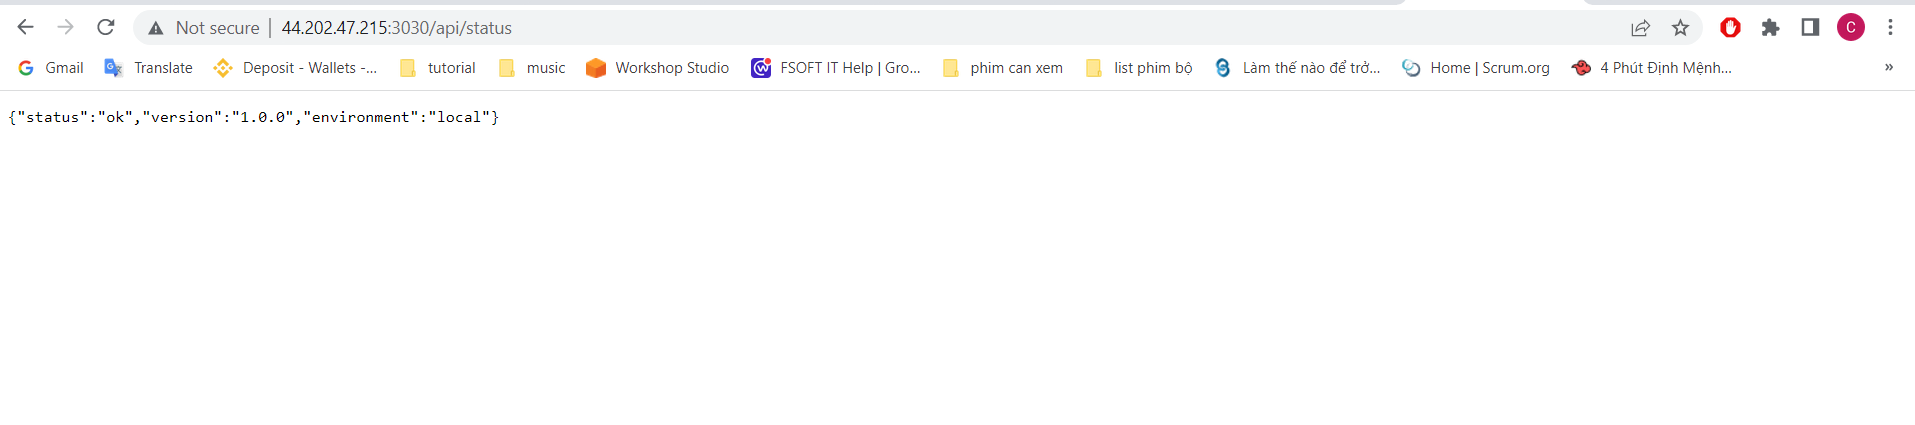 Not secure | 44.202.47.215:3030/api/status
C
Gmail Translate Deposit - Wallets -... tutorial music Workshop Studio FSOFT IT Help | Gro... phim can xem list phim bộ Làm thế nào để trở... Home | Scrum.org 4 Phút Định Mệnh... »
{"status":"ok","version":"1.0.0","environment":"local"}